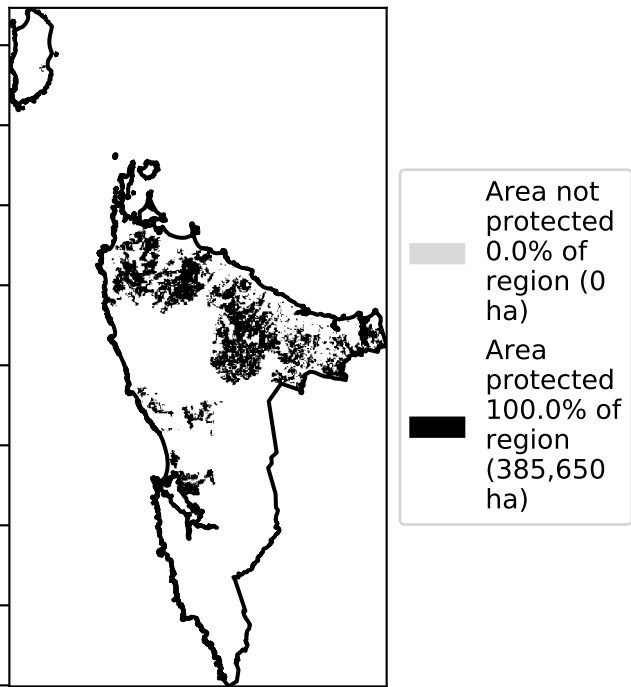 Area not
protected
0.0% of
region (0
ha)
Area
protected
100.0% of
region
(385,650
ha)